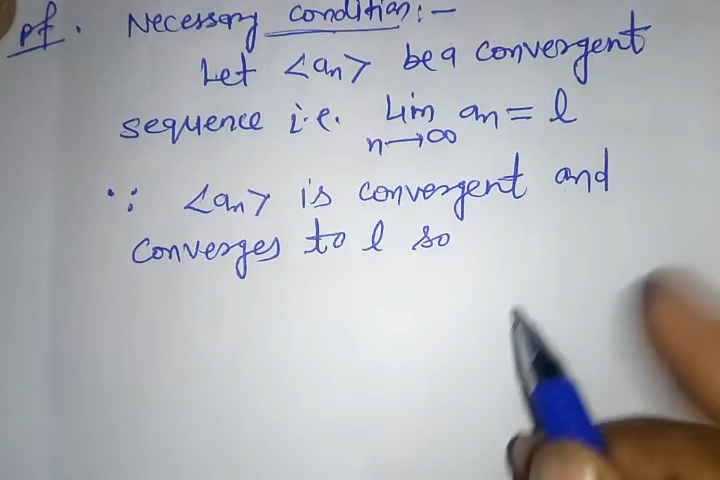 pf. Necessary condition:-
Let <an> be a convergent
sequence i.e. Lim an = l
n→∞
∵ <an> is convergent and
converges to l so